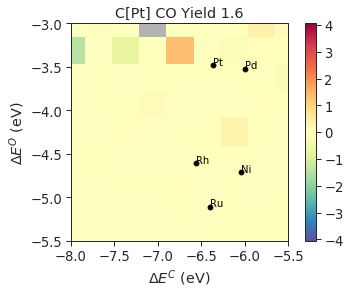 C[Pt] CO Yield 1.6
−3.0
−3.5
−4.0
−4.5
−5.0
−5.5
ΔE^O (eV)
Pt
Pd
Rh
Ni
Ru
−8.0 −7.5 −7.0 −6.5 −6.0 −5.5
ΔE^C (eV)
4
3
2
1
0
−1
−2
−3
−4